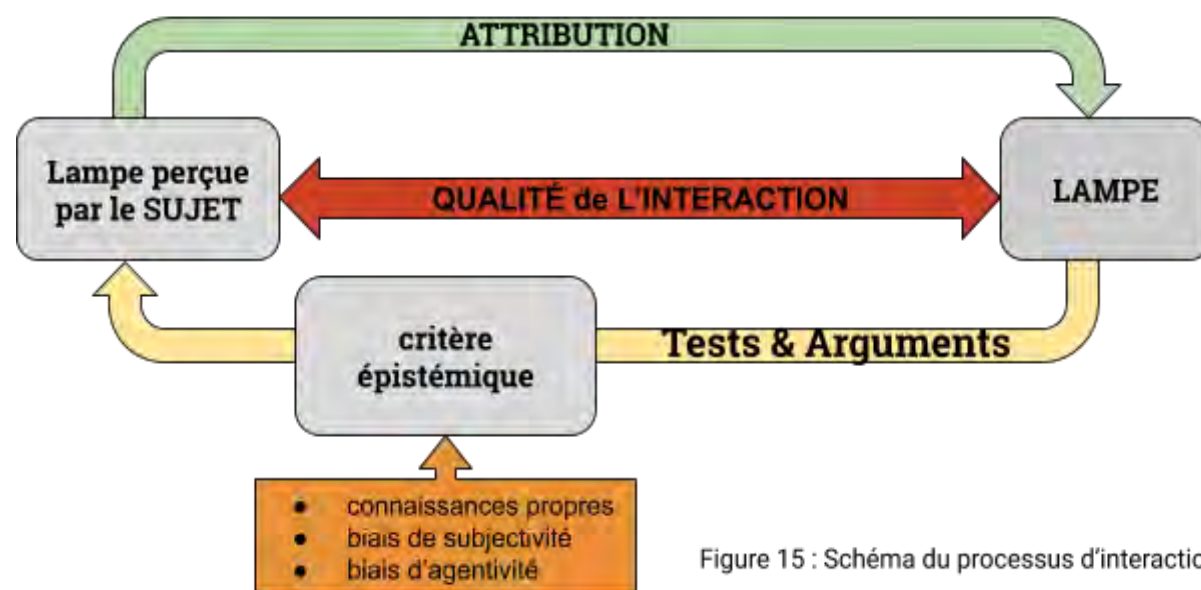 ATTRIBUTION
Lampe perçue
par le SUJET
QUALITÉ de L'INTERACTION
LAMPE
critère
épistémique
Tests & Arguments
• connaissances propres
• biais de subjectivité
• biais d'agentivité
Figure 15 : Schéma du processus d'interactio